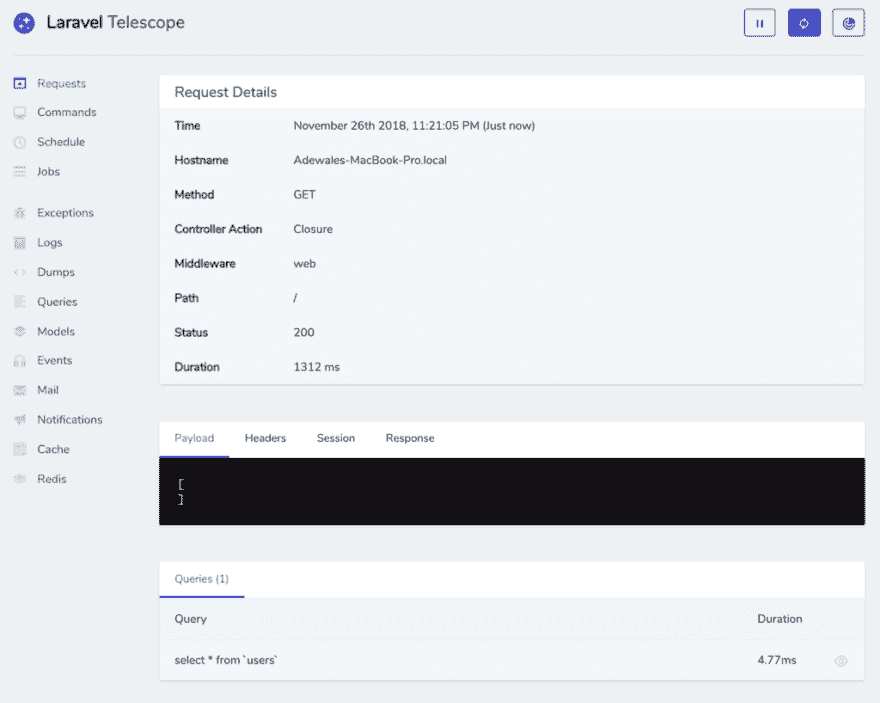 Laravel Telescope
Requests
Commands
Schedule
Jobs
Exceptions
Logs
Dumps
Queries
Models
Events
Mail
Notifications
Cache
Redis
Request Details
Time November 26th 2018, 11:21:05 PM (Just now)
Hostname Adewales-MacBook-Pro.local
Method GET
Controller Action Closure
Middleware web
Path /
Status 200
Duration 1312 ms
Payload Headers Session Response
[
]
Queries (1)
Query Duration
select * from `users` 4.77ms